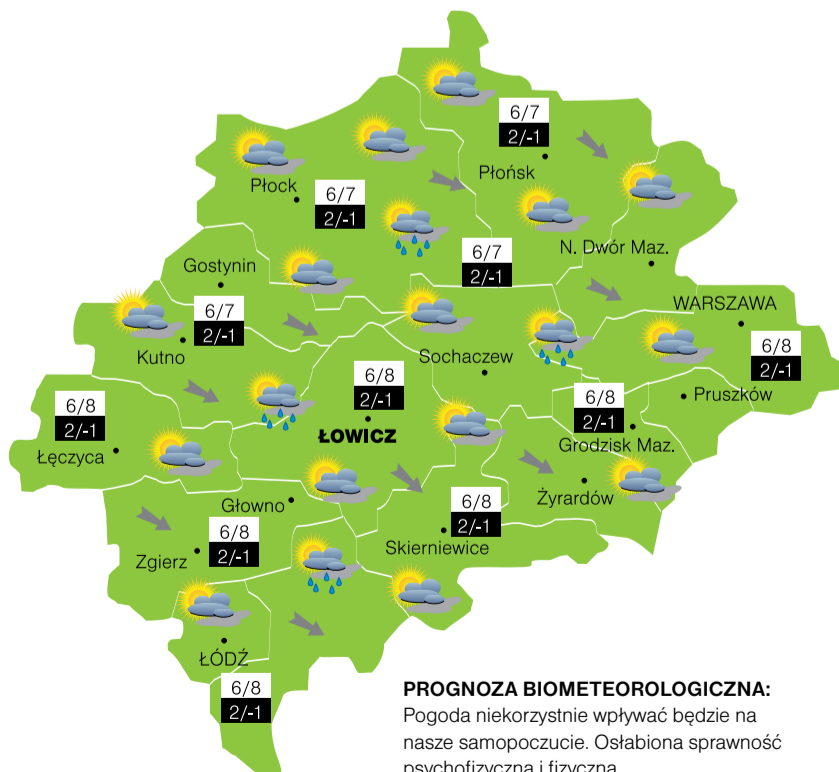 6/7
2/-1
Płońsk
Płock
6/7
2/-1
6/7
2/-1
N. Dwór Maz.
Gostynin
6/7
2/-1
Kutno
WARSZAWA
6/8
2/-1
Sochaczew
6/8
2/-1
ŁOWICZ
6/8
2/-1
Łęczyca
6/8
2/-1
Grodzisk Maz.
Pruszków
Głowno
Żyrardów
6/8
2/-1
Skierniewice
6/8
2/-1
Zgierz
ŁÓDŹ
6/8
2/-1
PROGNOZA BIOMETEOROLOGICZNA:
Pogoda niekorzystnie wpływać będzie na
nasze samopoczucie. Osłabiona sprawność
psychofizyczna i fizyczna